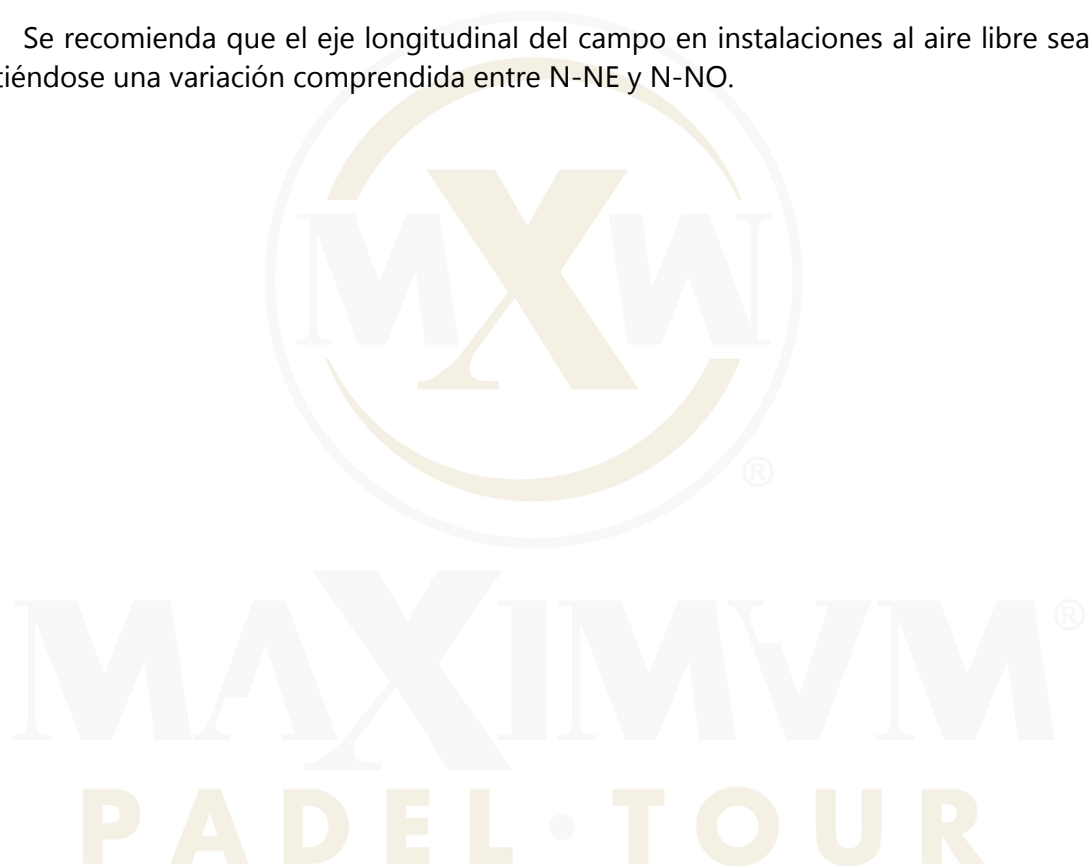 Se recomienda que el eje longitudinal del campo en instalaciones al aire libre sea
tiéndose una variación comprendida entre N-NE y N-NO.
MXW
®
MAXIMVM®
PADEL·TOUR